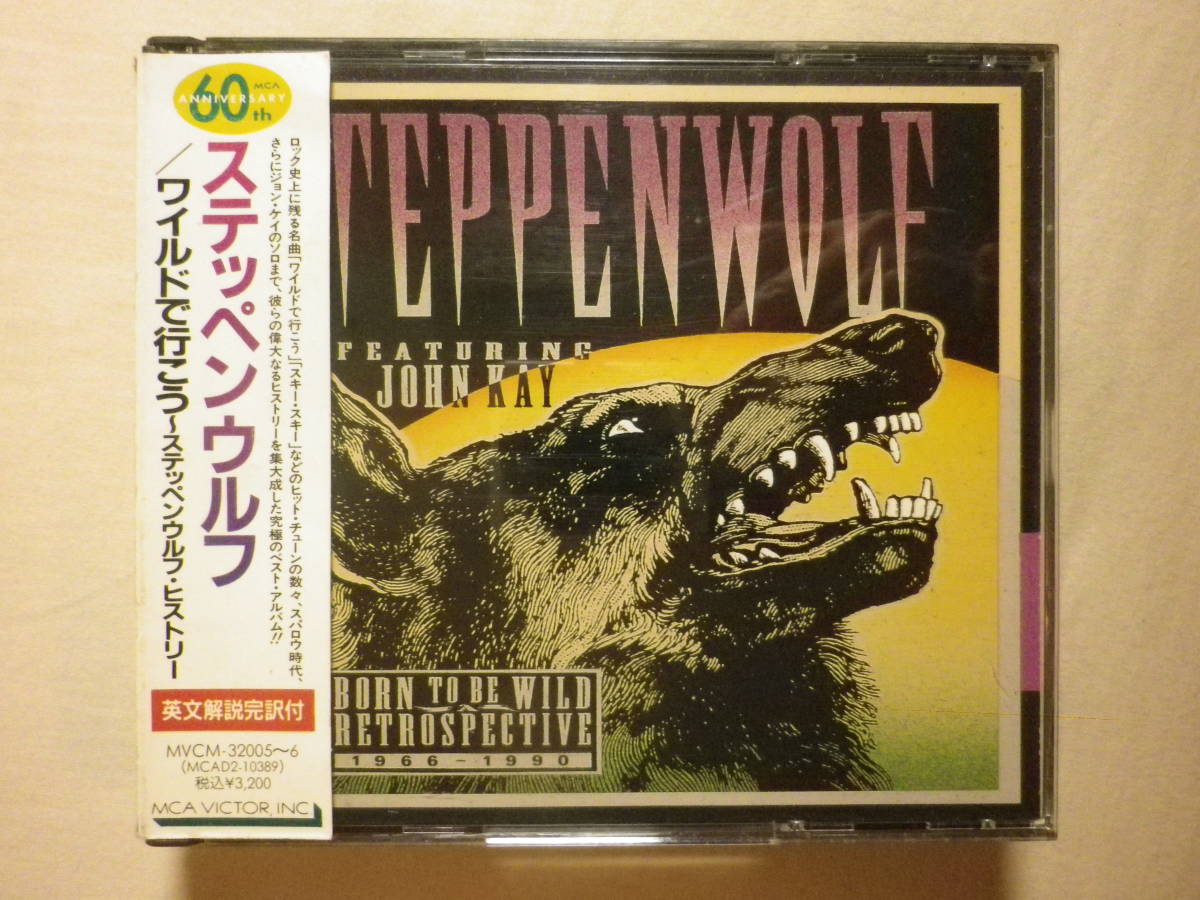 60th
MCA
ANNIVERSARY
ステッペンウルフ
／ワイルドで行こう～ステッペンウルフ・ヒストリー
ロック史上に残る名曲「ワイルドで行こう」「スキー・スキー」などのヒット・チューンの数々、スパロウ時代、
さらにジョン・ケイのソロまで、彼らの偉大なるヒストリーを集大成した究極のベスト・アルバム!!
英文解説完訳付
MVCM-32005～6
(MCAD2-10389)
税込¥3,200
MCA VICTOR, INC
TEPPENWOLF
FEATURING
JOHN KAY
BORN TO BE WILD
RETROSPECTIVE
1966-1990